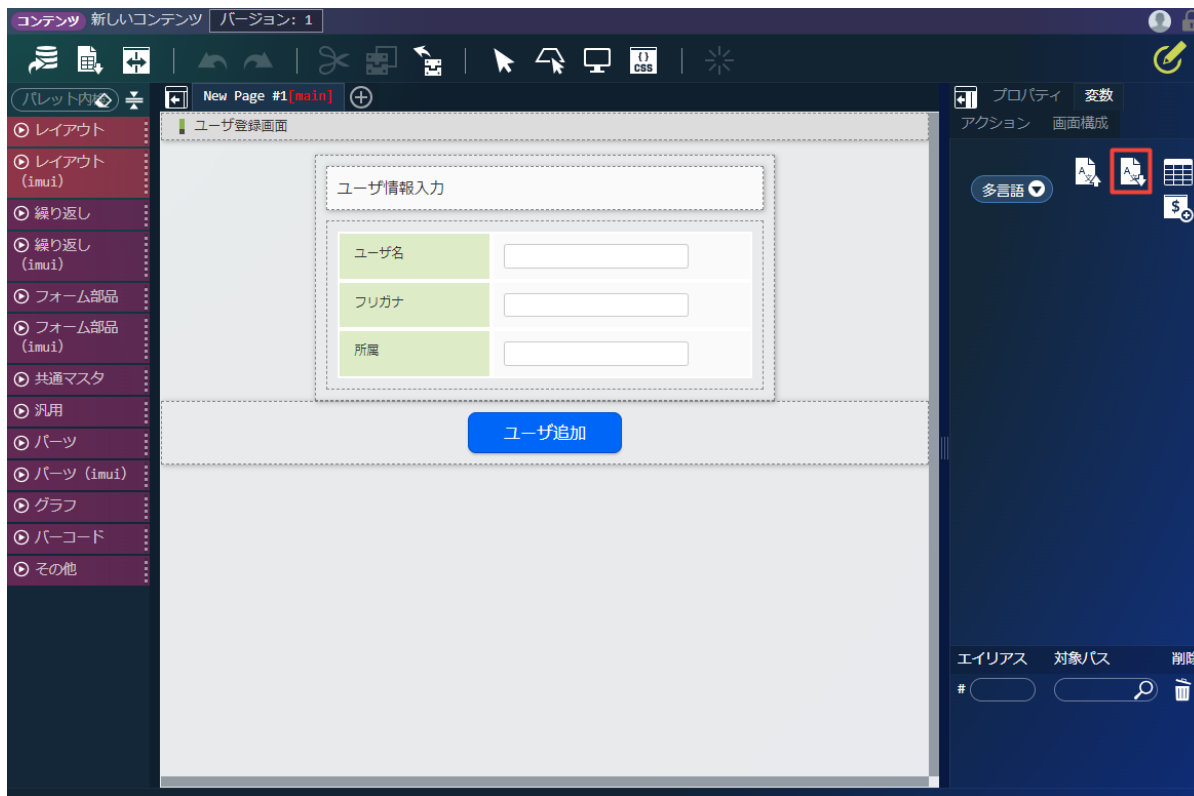 コンテンツ 新しいコンテンツ バージョン: 1
{} CSS
パレット内検
New Page #1[main]
プロパティ 変数
アクション 画面構成
レイアウト
レイアウト
(imui)
繰り返し
繰り返し
(imui)
フォーム部品
フォーム部品
(imui)
共通マスタ
汎用
パーツ
パーツ (imui)
グラフ
バーコード
その他
ユーザ登録画面
ユーザ情報入力
ユーザ名
フリガナ
所属
ユーザ追加
多言語
エイリアス 対象パス 削除
#